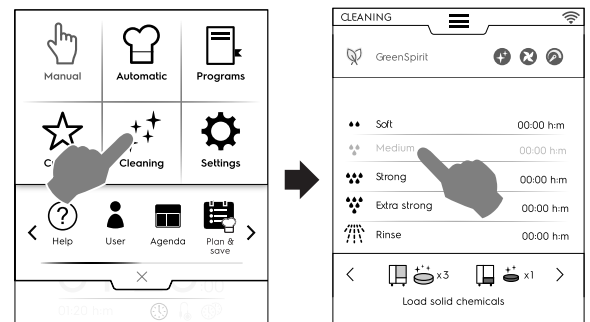 Manual
Automatic
Programs
Cleaning
Settings
Help
User
Agenda
Plan &
save
01:20 h:m
CLEANING
GreenSpirit
Soft 00:00 h:m
Medium 00:00 h:m
Strong 00:00 h:m
Extra strong 00:00 h:m
Rinse 00:00 h:m
x3
x1
Load solid chemicals